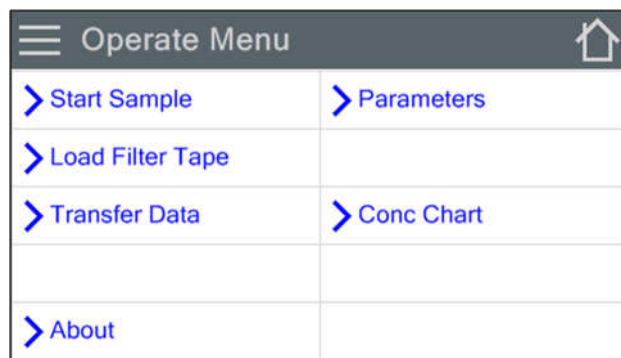 Operate Menu
Start Sample
Parameters
Load Filter Tape
Transfer Data
Conc Chart
About